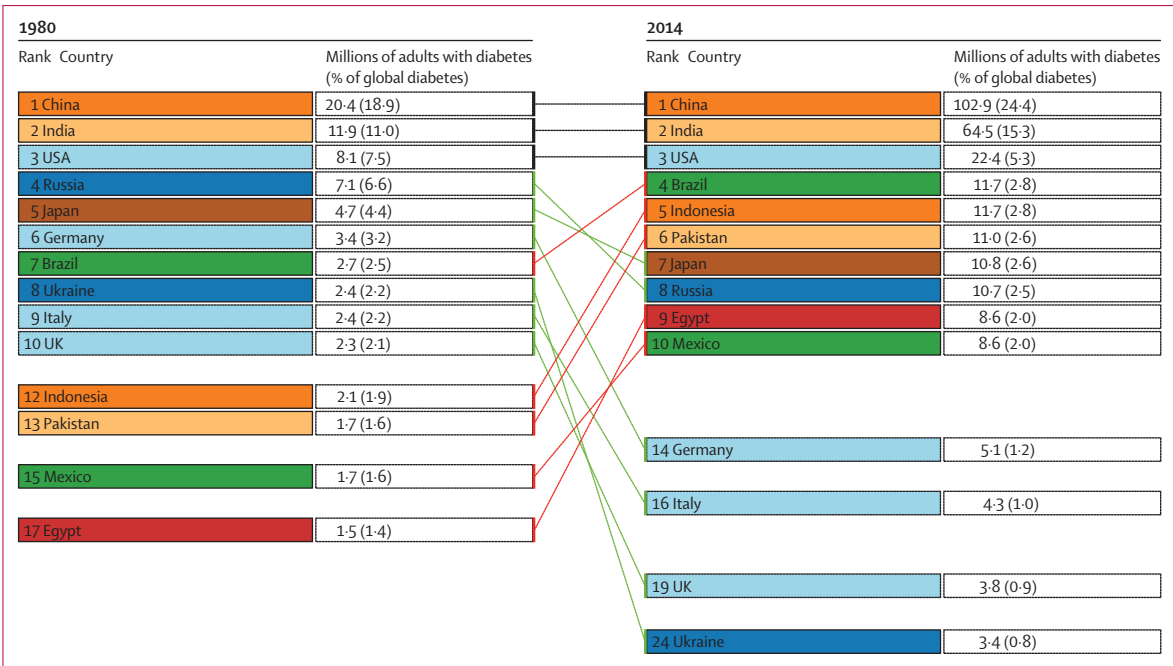 1980
Rank Country Millions of adults with diabetes
(% of global diabetes)
1 China 20·4 (18·9)
2 India 11·9 (11·0)
3 USA 8·1 (7·5)
4 Russia 7·1 (6·6)
5 Japan 4·7 (4·4)
6 Germany 3·4 (3·2)
7 Brazil 2·7 (2·5)
8 Ukraine 2·4 (2·2)
9 Italy 2·4 (2·2)
10 UK 2·3 (2·1)
12 Indonesia 2·1 (1·9)
13 Pakistan 1·7 (1·6)
15 Mexico 1·7 (1·6)
17 Egypt 1·5 (1·4)
2014
Rank Country Millions of adults with diabetes
(% of global diabetes)
1 China 102·9 (24·4)
2 India 64·5 (15·3)
3 USA 22·4 (5·3)
4 Brazil 11·7 (2·8)
5 Indonesia 11·7 (2·8)
6 Pakistan 11·0 (2·6)
7 Japan 10·8 (2·6)
8 Russia 10·7 (2·5)
9 Egypt 8·6 (2·0)
10 Mexico 8·6 (2·0)
14 Germany 5·1 (1·2)
16 Italy 4·3 (1·0)
19 UK 3·8 (0·9)
24 Ukraine 3·4 (0·8)